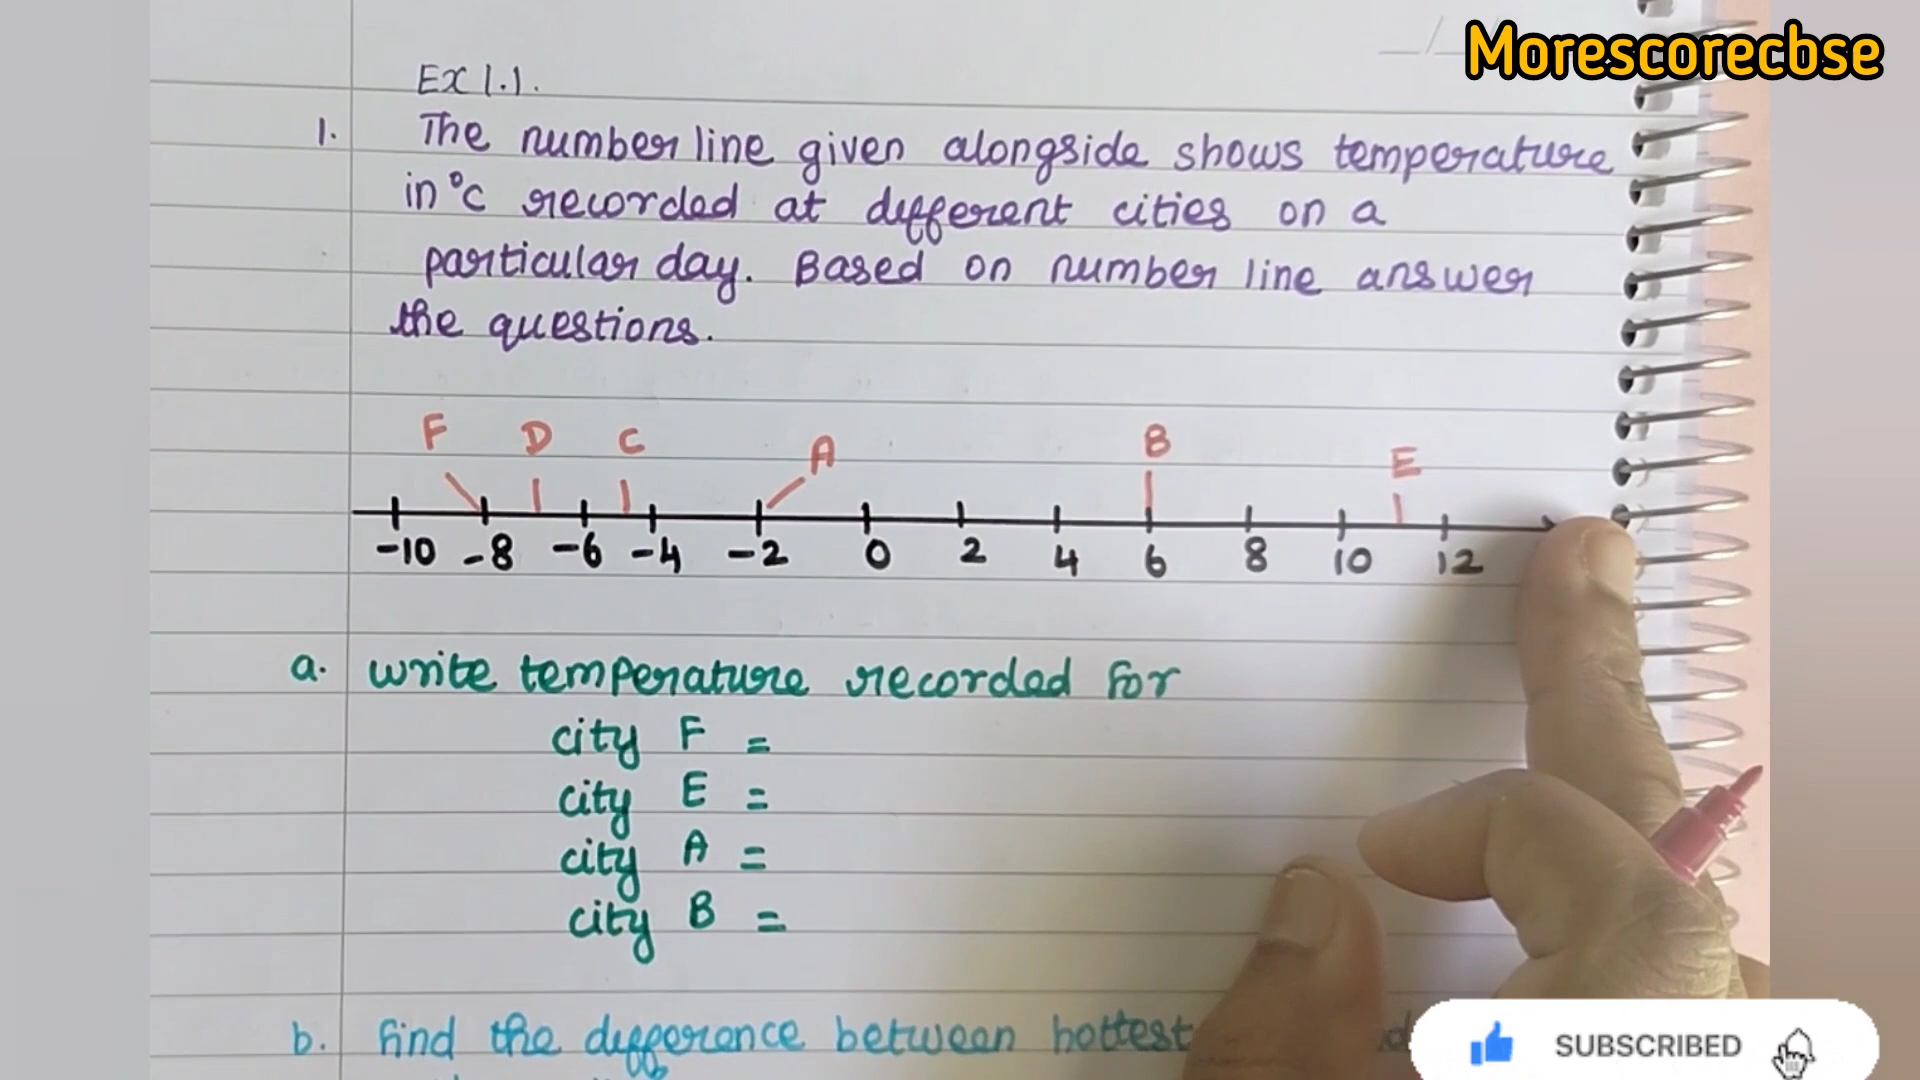 Morescorecbse
Ex 1.1.
1. The number line given alongside shows temperature
in °C recorded at different cities on a
particular day. Based on number line answer
the questions.
F D C A B E
-10 -8 -6 -4 -2 0 2 4 6 8 10 12
a. write temperature recorded for
city F =
city E =
city A =
city B =
b. Find the difference between hottest
SUBSCRIBED